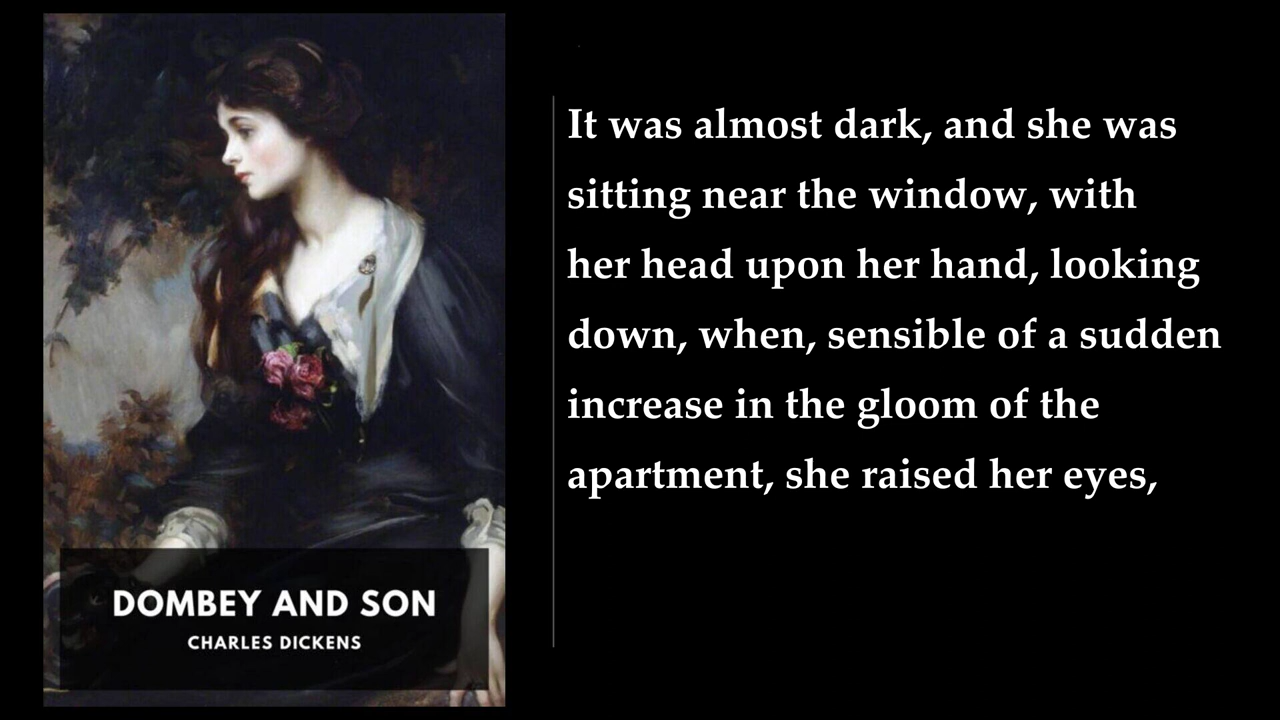 DOMBEY AND SON
CHARLES DICKENS
It was almost dark, and she was
sitting near the window, with
her head upon her hand, looking
down, when, sensible of a sudden
increase in the gloom of the
apartment, she raised her eyes,